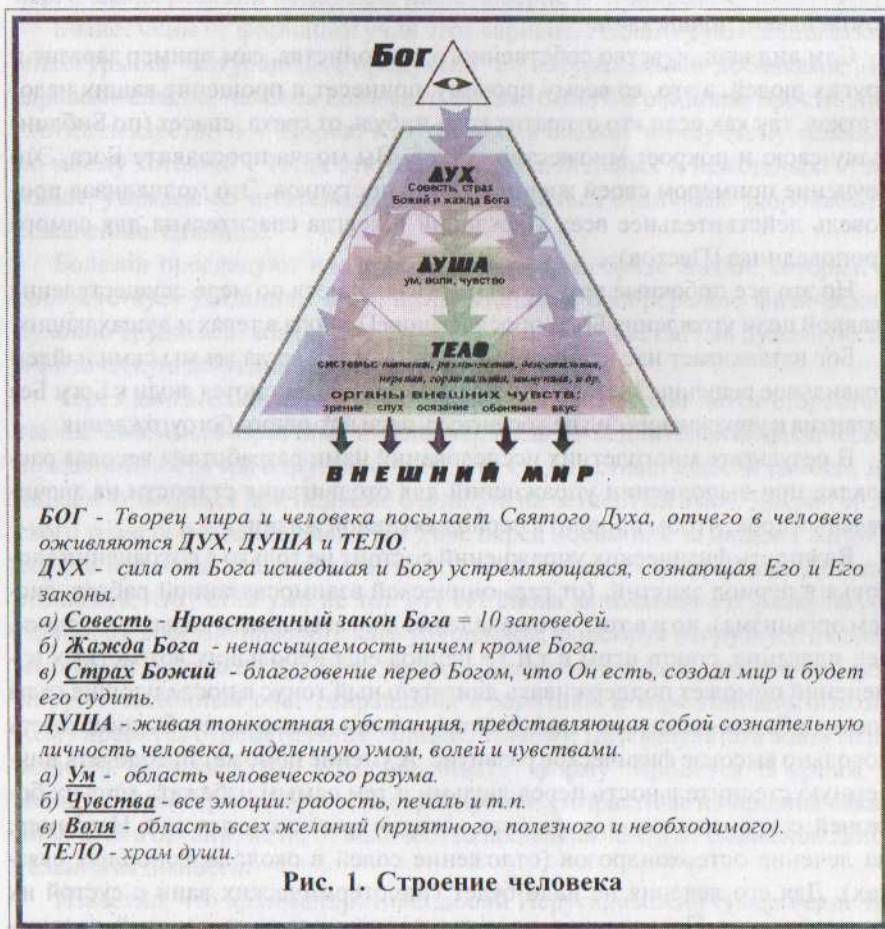 Бог
ДУХ
Совесть, страх
Божий и жажда Бога
ДУША
ум, воля, чувство
ТЕЛО
системы:
нервная, гормональная, иммунная, и др.
органы внешних чувств:
зрение слух осязание обоняние вкус
ВНЕШНИЙ МИР
БОГ - Творец мира и человека посылает Святого Духа, отчего в человеке
оживляются ДУХ, ДУША и ТЕЛО.
ДУХ - сила от Бога исшедшая и Богу устремляющаяся, сознающая Его и Его
законы.
а) Совесть - Нравственный закон Бога = 10 заповедей.
б) Жажда Бога - ненасыщаемость ничем кроме Бога.
в) Страх Божий - благоговение перед Богом, что Он есть, создал мир и будет
его судить.
ДУША - живая тонкостная субстанция, представляющая собой сознательную
личность человека, наделенную умом, волей и чувствами.
а) Ум - область человеческого разума.
б) Чувства - все эмоции: радость, печаль и т.п.
в) Воля - область всех желаний (приятного, полезного и необходимого).
ТЕЛО - храм души.
Рис. 1. Строение человека